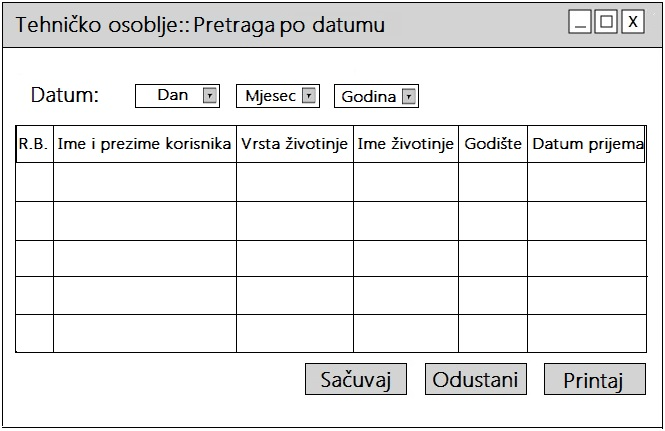 Tehničko osoblje:: Pretraga po datumu _ □ X
Datum: Dan Mjesec Godina
R.B. Ime i prezime korisnika Vrsta životinje Ime životinje Godište Datum prijema
Sačuvaj Odustani Printaj